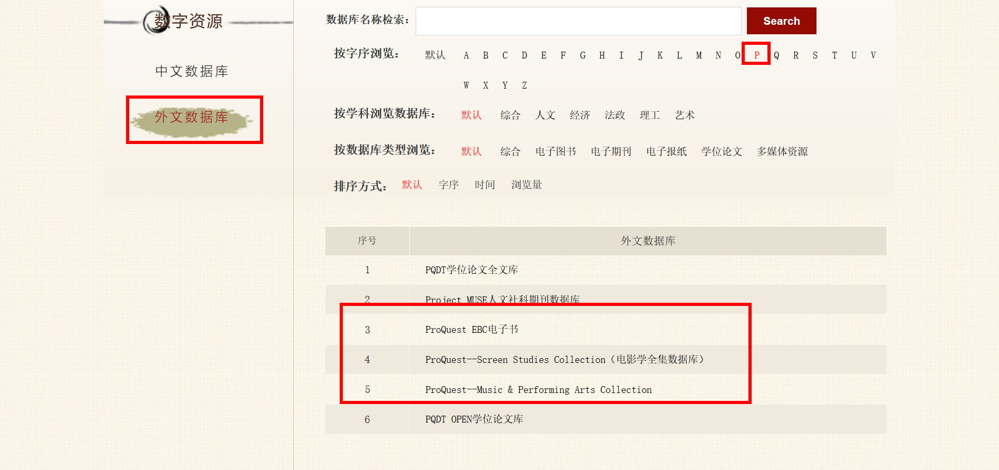 数字资源
中文数据库
外文数据库
数据库名称检索： Search
按字序浏览： 默认 A B C D E F G H I J K L M N O P Q R S T U V
W X Y Z
按学科浏览数据库： 默认 综合 人文 经济 法政 理工 艺术
按数据库类型浏览： 默认 综合 电子图书 电子期刊 电子报纸 学位论文 多媒体资源
排序方式： 默认 字序 时间 浏览量
序号 外文数据库
1 PQDT学位论文全文库
2 Project MUSE人文社科期刊数据库
3 ProQuest EBC电子书
4 ProQuest--Screen Studies Collection（电影学全集数据库）
5 ProQuest--Music & Performing Arts Collection
6 PQDT OPEN学位论文库